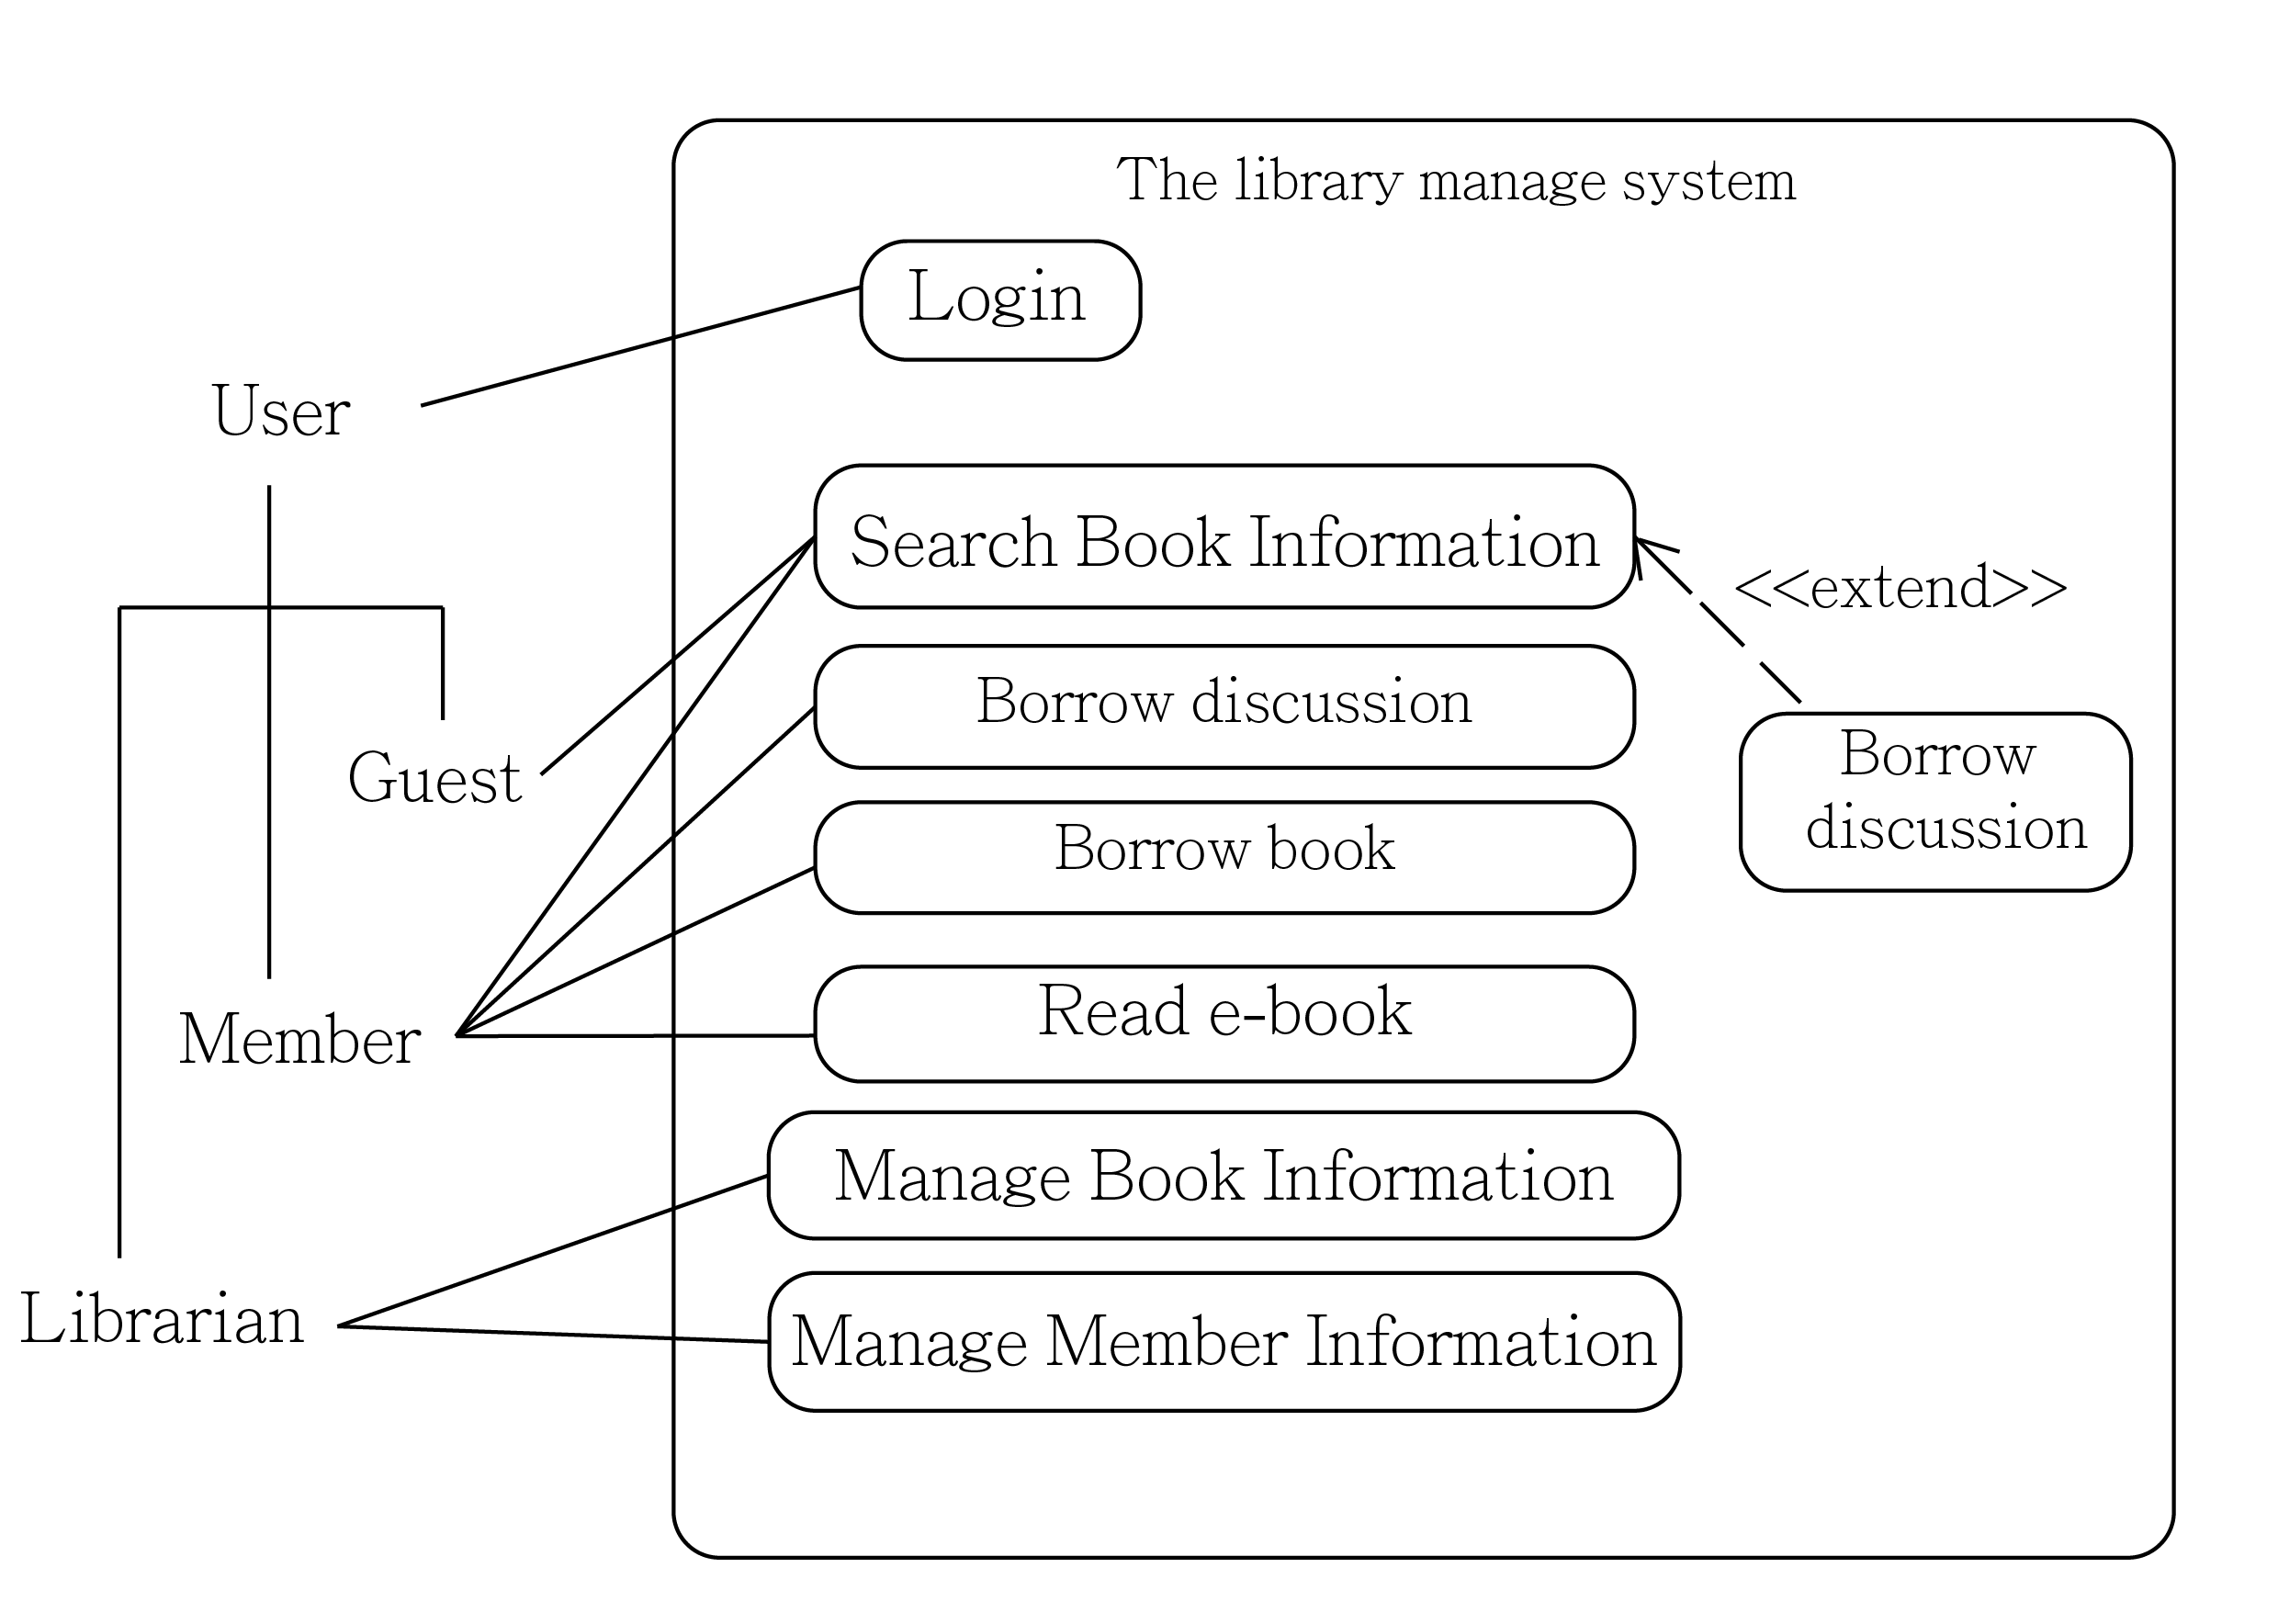 The library manage system
Login
User
Search Book Information
<<extend>>
Borrow discussion
Borrow
discussion
Guest
Borrow book
Read e-book
Member
Manage Book Information
Librarian
Manage Member Information